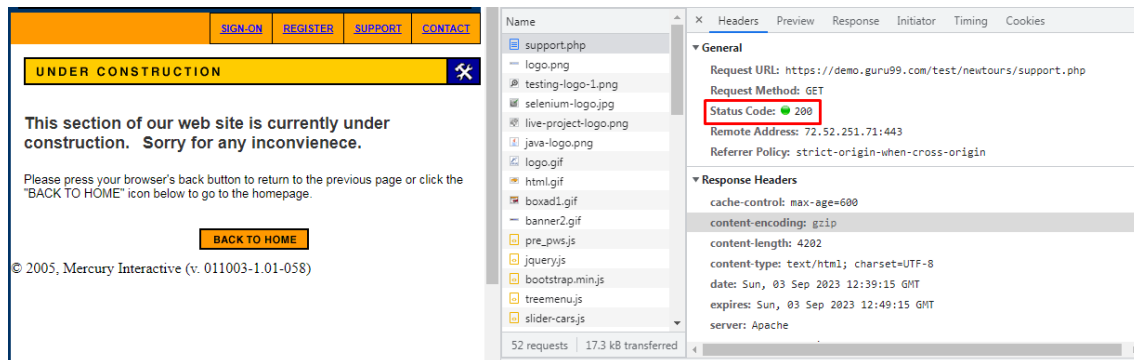 SIGN-ON REGISTER SUPPORT CONTACT
UNDER CONSTRUCTION
This section of our web site is currently under
construction. Sorry for any inconvienece.
Please press your browser's back button to return to the previous page or click the
"BACK TO HOME" icon below to go to the homepage.
BACK TO HOME
© 2005, Mercury Interactive (v. 011003-1.01-058)
Name
support.php
logo.png
testing-logo-1.png
selenium-logo.jpg
live-project-logo.png
java-logo.png
logo.gif
html.gif
boxad1.gif
banner2.gif
pre_pws.js
jquery.js
bootstrap.min.js
treemenu.js
slider-cars.js
52 requests 17.3 kB transferred
× Headers Preview Response Initiator Timing Cookies
General
Request URL: https://demo.guru99.com/test/newtours/support.php
Request Method: GET
Status Code: 200
Remote Address: 72.52.251.71:443
Referrer Policy: strict-origin-when-cross-origin
Response Headers
cache-control: max-age=600
content-encoding: gzip
content-length: 4202
content-type: text/html; charset=UTF-8
date: Sun, 03 Sep 2023 12:39:15 GMT
expires: Sun, 03 Sep 2023 12:49:15 GMT
server: Apache